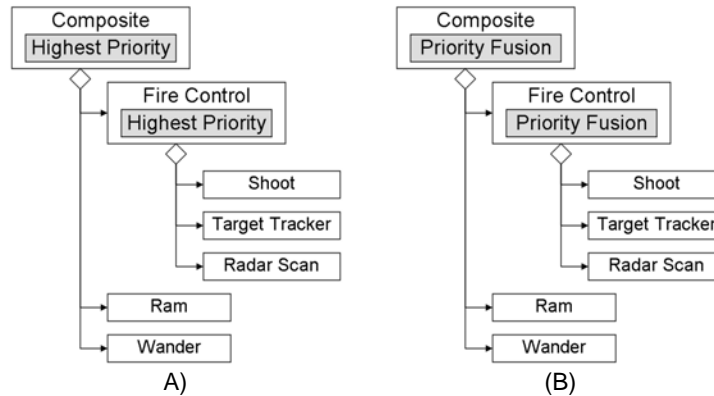 Composite
Highest Priority
Fire Control
Highest Priority
Shoot
Target Tracker
Radar Scan
Ram
Wander
A)
Composite
Priority Fusion
Fire Control
Priority Fusion
Shoot
Target Tracker
Radar Scan
Ram
Wander
(B)